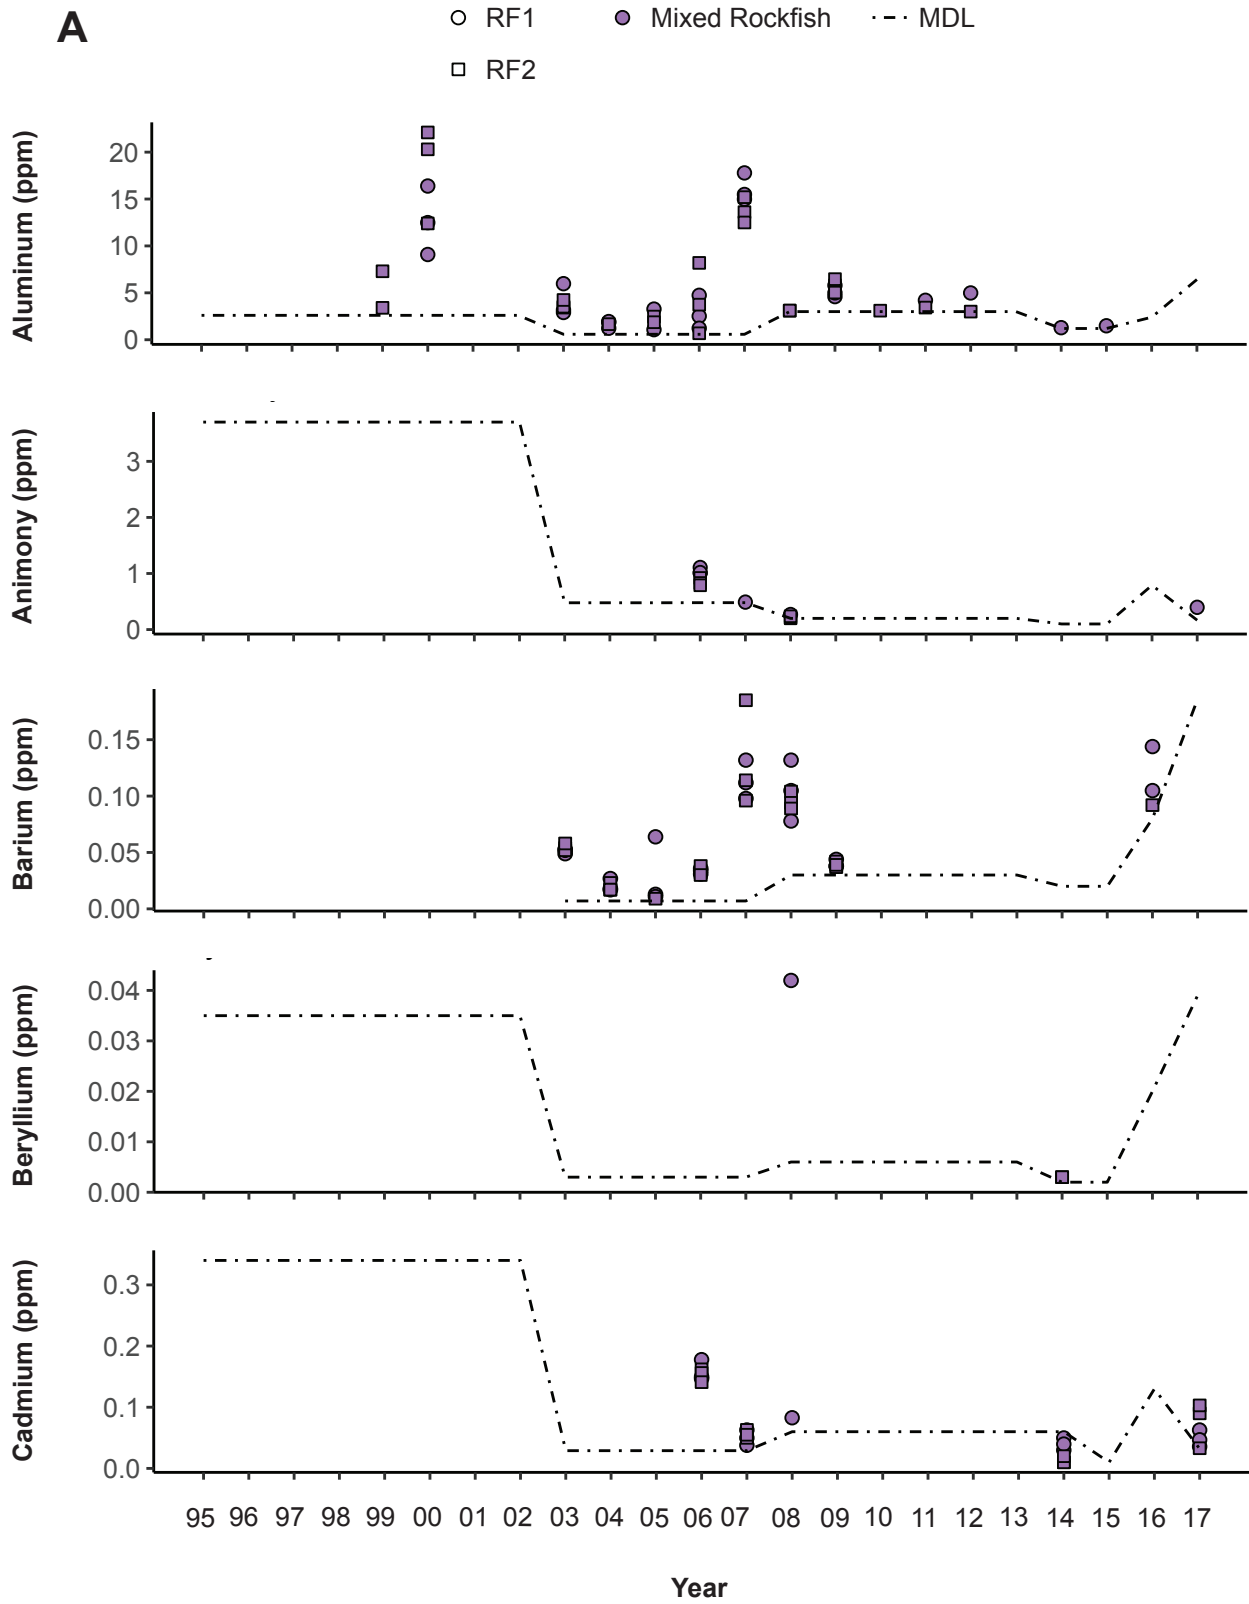 A
RF1 Mixed Rockfish MDL
RF2
Aluminum (ppm)
20
15
10
5
0
Animony (ppm)
3
2
1
0
Barium (ppm)
0.15
0.10
0.05
0.00
Beryllium (ppm)
0.04
0.03
0.02
0.01
0.00
Cadmium (ppm)
0.3
0.2
0.1
0.0
95 96 97 98 99 00 01 02 03 04 05 06 07 08 09 10 11 12 13 14 15 16 17
Year